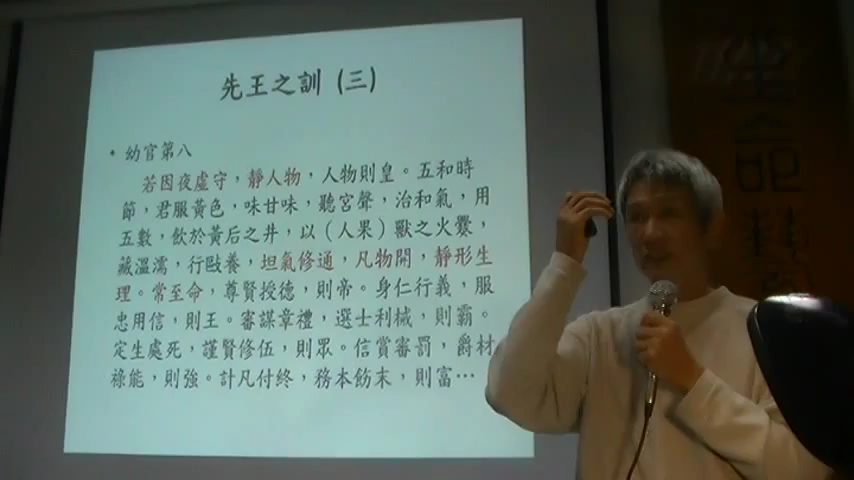 先王之訓 (三)
• 幼官第八
若因夜虛守，靜人物，人物則皇。五和時
節，君服黃色，味甘味，聽宮聲，治和氣，用
五數，飲於黃后之井，以（人果）獸之火爨，
藏溫濡，行歐養，坦氣修通，凡物開，靜形生
理。常至命，尊賢授德，則帝。身仁行義，服
忠用信，則王。審謀章禮，選士利械，則霸。
定生處死，謹賢修伍，則眾。信賞審罰，爵材
祿能，則強。計凡付終，務本飭末，則富…
生命